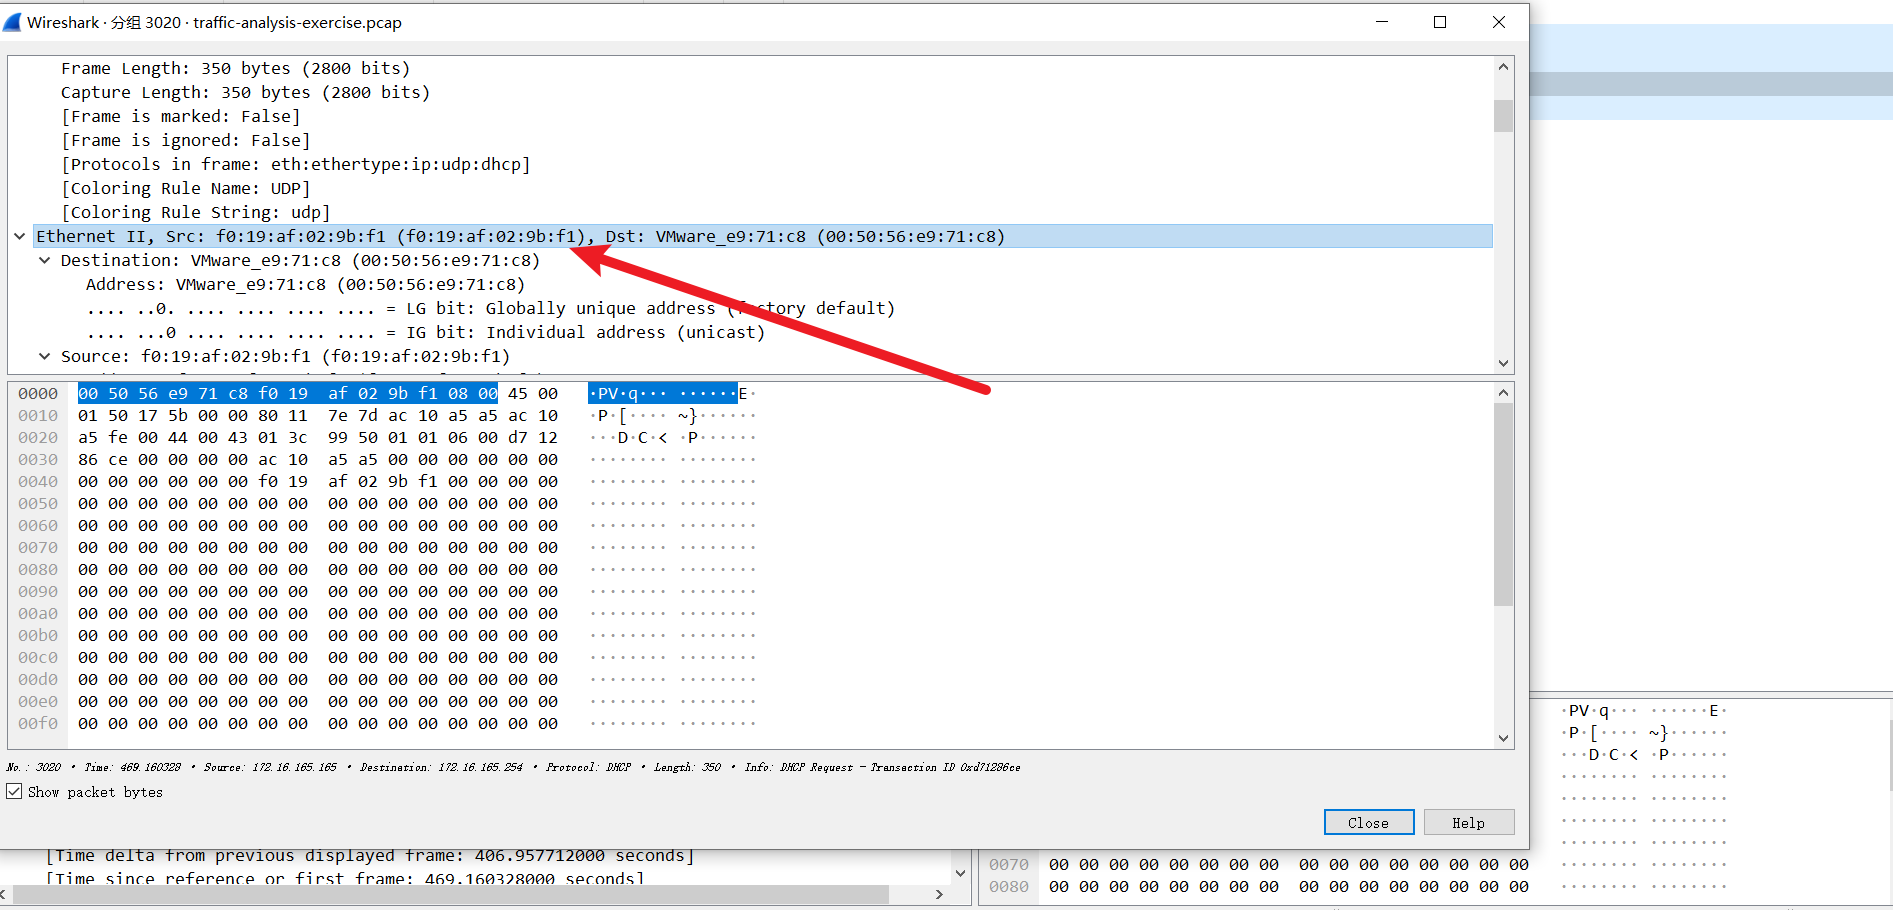 Wireshark · 分组 3020 · traffic-analysis-exercise.pcap
Frame Length: 350 bytes (2800 bits)
Capture Length: 350 bytes (2800 bits)
[Frame is marked: False]
[Frame is ignored: False]
[Protocols in frame: eth:ethertype:ip:udp:dhcp]
[Coloring Rule Name: UDP]
[Coloring Rule String: udp]
Ethernet II, Src: f0:19:af:02:9b:f1 (f0:19:af:02:9b:f1), Dst: VMware_e9:71:c8 (00:50:56:e9:71:c8)
Destination: VMware_e9:71:c8 (00:50:56:e9:71:c8)
Address: VMware_e9:71:c8 (00:50:56:e9:71:c8)
.... ..0. .... .... .... .... = LG bit: Globally unique address (factory default)
.... ...0 .... .... .... .... = IG bit: Individual address (unicast)
Source: f0:19:af:02:9b:f1 (f0:19:af:02:9b:f1)
0000 00 50 56 e9 71 c8 f0 19 af 02 9b f1 08 00 45 00 ·PV·q··· ······E·
0010 01 50 17 5b 00 00 80 11 7e 7d ac 10 a5 a5 ac 10 ·P·[···· ~}······
0020 a5 fe 00 44 00 43 01 3c 99 50 01 01 06 00 d7 12 ···D·C·< ·P······
0030 86 ce 00 00 00 00 ac 10 a5 a5 00 00 00 00 00 00 ········ ········
0040 00 00 00 00 00 00 f0 19 af 02 9b f1 00 00 00 00 ········ ········
0050 00 00 00 00 00 00 00 00 00 00 00 00 00 00 00 00 ········ ········
0060 00 00 00 00 00 00 00 00 00 00 00 00 00 00 00 00 ········ ········
0070 00 00 00 00 00 00 00 00 00 00 00 00 00 00 00 00 ········ ········
0080 00 00 00 00 00 00 00 00 00 00 00 00 00 00 00 00 ········ ········
0090 00 00 00 00 00 00 00 00 00 00 00 00 00 00 00 00 ········ ········
00a0 00 00 00 00 00 00 00 00 00 00 00 00 00 00 00 00 ········ ········
00b0 00 00 00 00 00 00 00 00 00 00 00 00 00 00 00 00 ········ ········
00c0 00 00 00 00 00 00 00 00 00 00 00 00 00 00 00 00 ········ ········
00d0 00 00 00 00 00 00 00 00 00 00 00 00 00 00 00 00 ········ ········
00e0 00 00 00 00 00 00 00 00 00 00 00 00 00 00 00 00 ········ ········
00f0 00 00 00 00 00 00 00 00 00 00 00 00 00 00 00 00 ········ ········
No.: 3020 · Time: 469.160328 · Source: 172.16.165.165 · Destination: 172.16.165.254 · Protocol: DHCP · Length: 350 · Info: DHCP Request - Transaction ID 0xd71286ce
Show packet bytes
Close
Help
[Time delta from previous displayed frame: 406.957712000 seconds]
[Time since reference or first frame: 469.160328000 seconds]
·PV·q··· ······E·
·P·[···· ~}······
···D·C·< ·P······
········ ········
········ ········
········ ········
········ ········
0070 00 00 00 00 00 00 00 00 00 00 00 00 00 00 00 00 ········ ········
0080 00 00 00 00 00 00 00 00 00 00 00 00 00 00 00 00 ········ ········